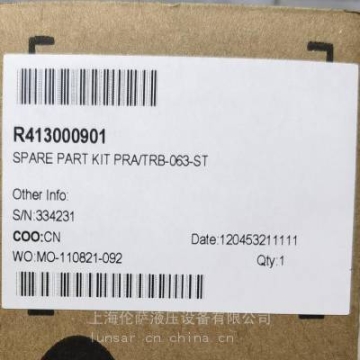 R413000901
SPARE PART KIT PRA/TRB-063-ST
Other Info:
S/N:334231
COO:CN
Date:120453211111
WO:MO-110821-092
Qty:1
上海伦萨液压设备有限公司
lunsar.cn.china.cn